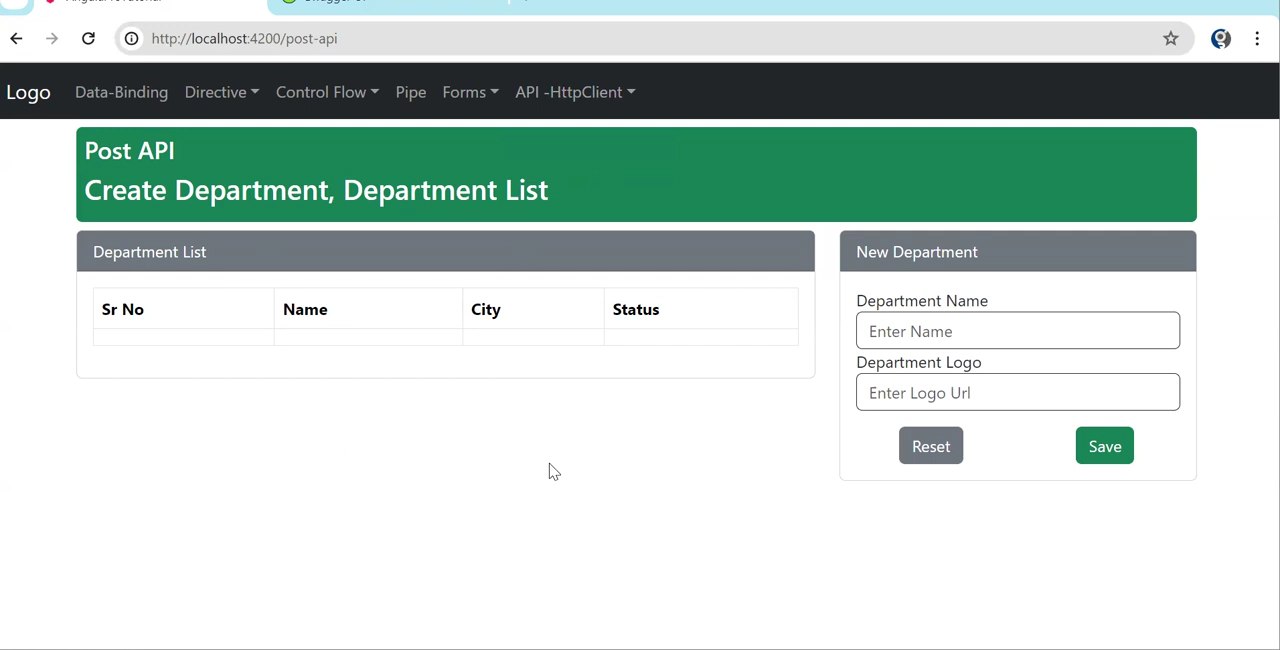 http://localhost:4200/post-api
Logo Data-Binding Directive Control Flow Pipe Forms API -HttpClient
Post API
Create Department, Department List
Department List
Sr No Name City Status
New Department
Department Name
Enter Name
Department Logo
Enter Logo Url
Reset Save